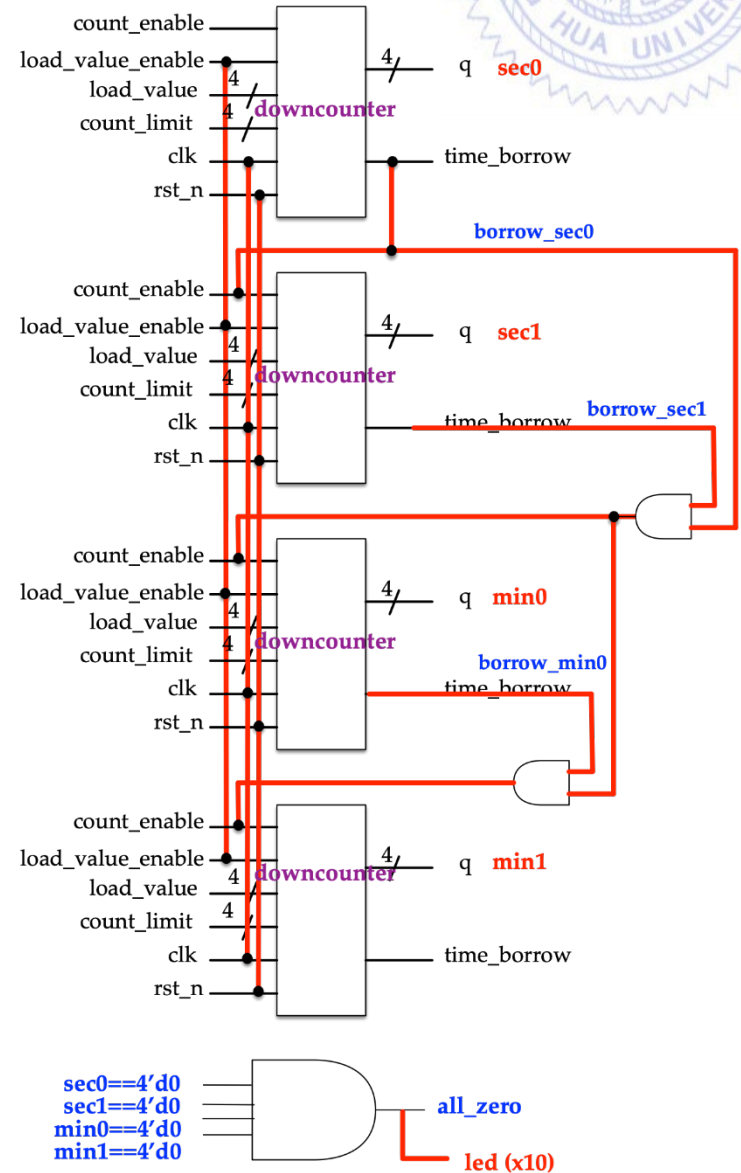 HUA UNIVER
count_enable
load_value_enable
4 q sec0
load_value 4
downcounter
count_limit 4
clk
time_borrow
rst_n
borrow_sec0
count_enable
load_value_enable
4 q sec1
load_value 4
downcounter
count_limit 4
borrow_sec1
clk
time_borrow
rst_n
count_enable
load_value_enable
4 q min0
load_value 4
downcounter
count_limit 4
borrow_min0
clk
time_borrow
rst_n
count_enable
load_value_enable
4 q min1
load_value 4
downcounter
count_limit 4
clk
time_borrow
rst_n
sec0==4’d0
sec1==4’d0
all_zero
min0==4’d0
min1==4’d0
led (x10)